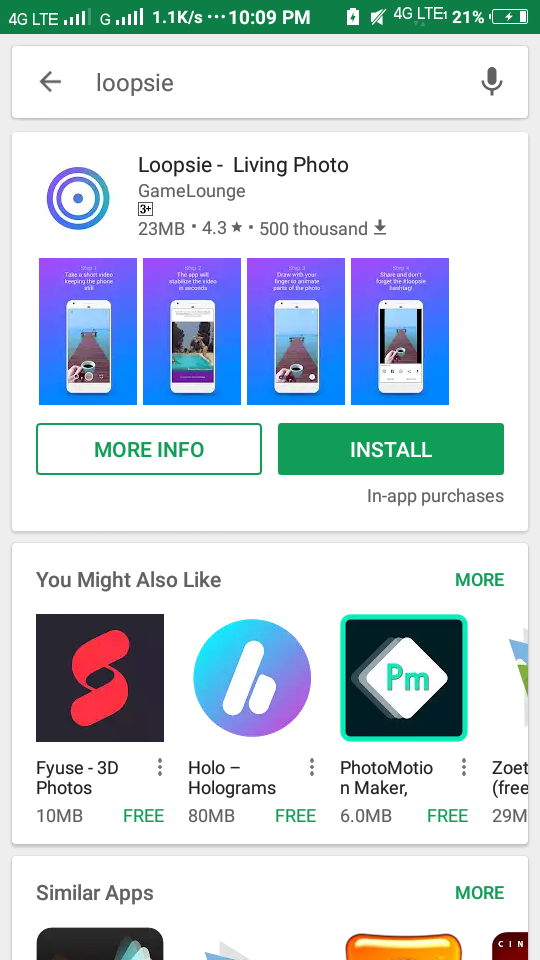 4G LTE G 1.1K/s ··· 10:09 PM 4G LTE1 21%
loopsie
Loopsie - Living Photo
GameLounge
3+
23MB • 4.3 ★ • 500 thousand
Step 1
Take a short video
keeping the phone
still
Step 2
The app will
stabilize the video
in seconds
Step 3
Draw with your
finger to animate
parts of the photo
Step 4
Share and don't
forget the #loopsie
hashtag!
MORE INFO
INSTALL
In-app purchases
You Might Also Like
MORE
Pm
Fyuse - 3D
Photos
10MB FREE
Holo –
Holograms
80MB FREE
PhotoMotio
n Maker,
6.0MB FREE
Zoet
(free
29M
Similar Apps
MORE
CIN